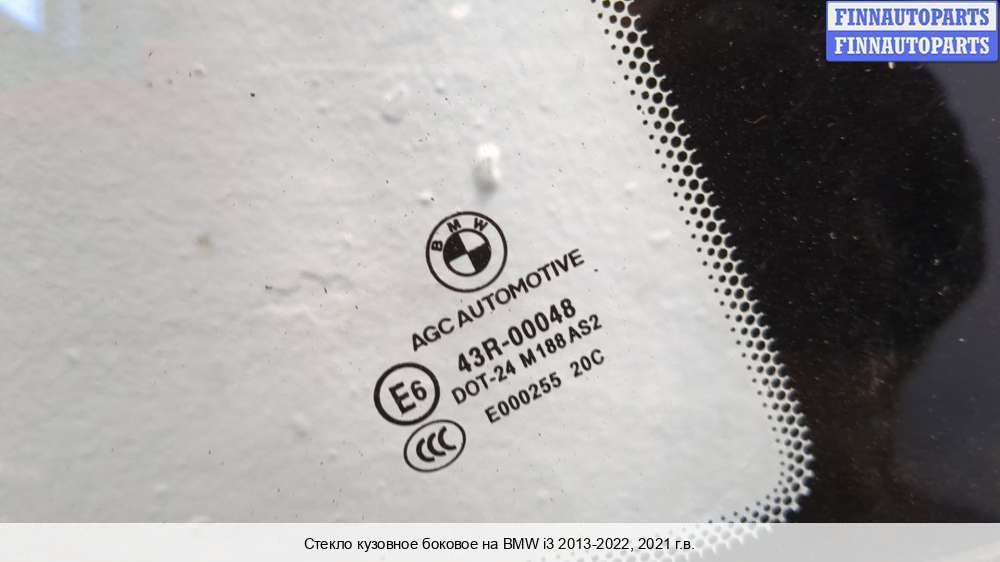 FINNAUTOPARTS
FINNAUTOPARTS
BMW
AGC AUTOMOTIVE
43R-00048
E6
DOT-24 M188 AS2
E000255 20C
CCC
Стекло кузовное боковое на BMW i3 2013-2022, 2021 г.в.